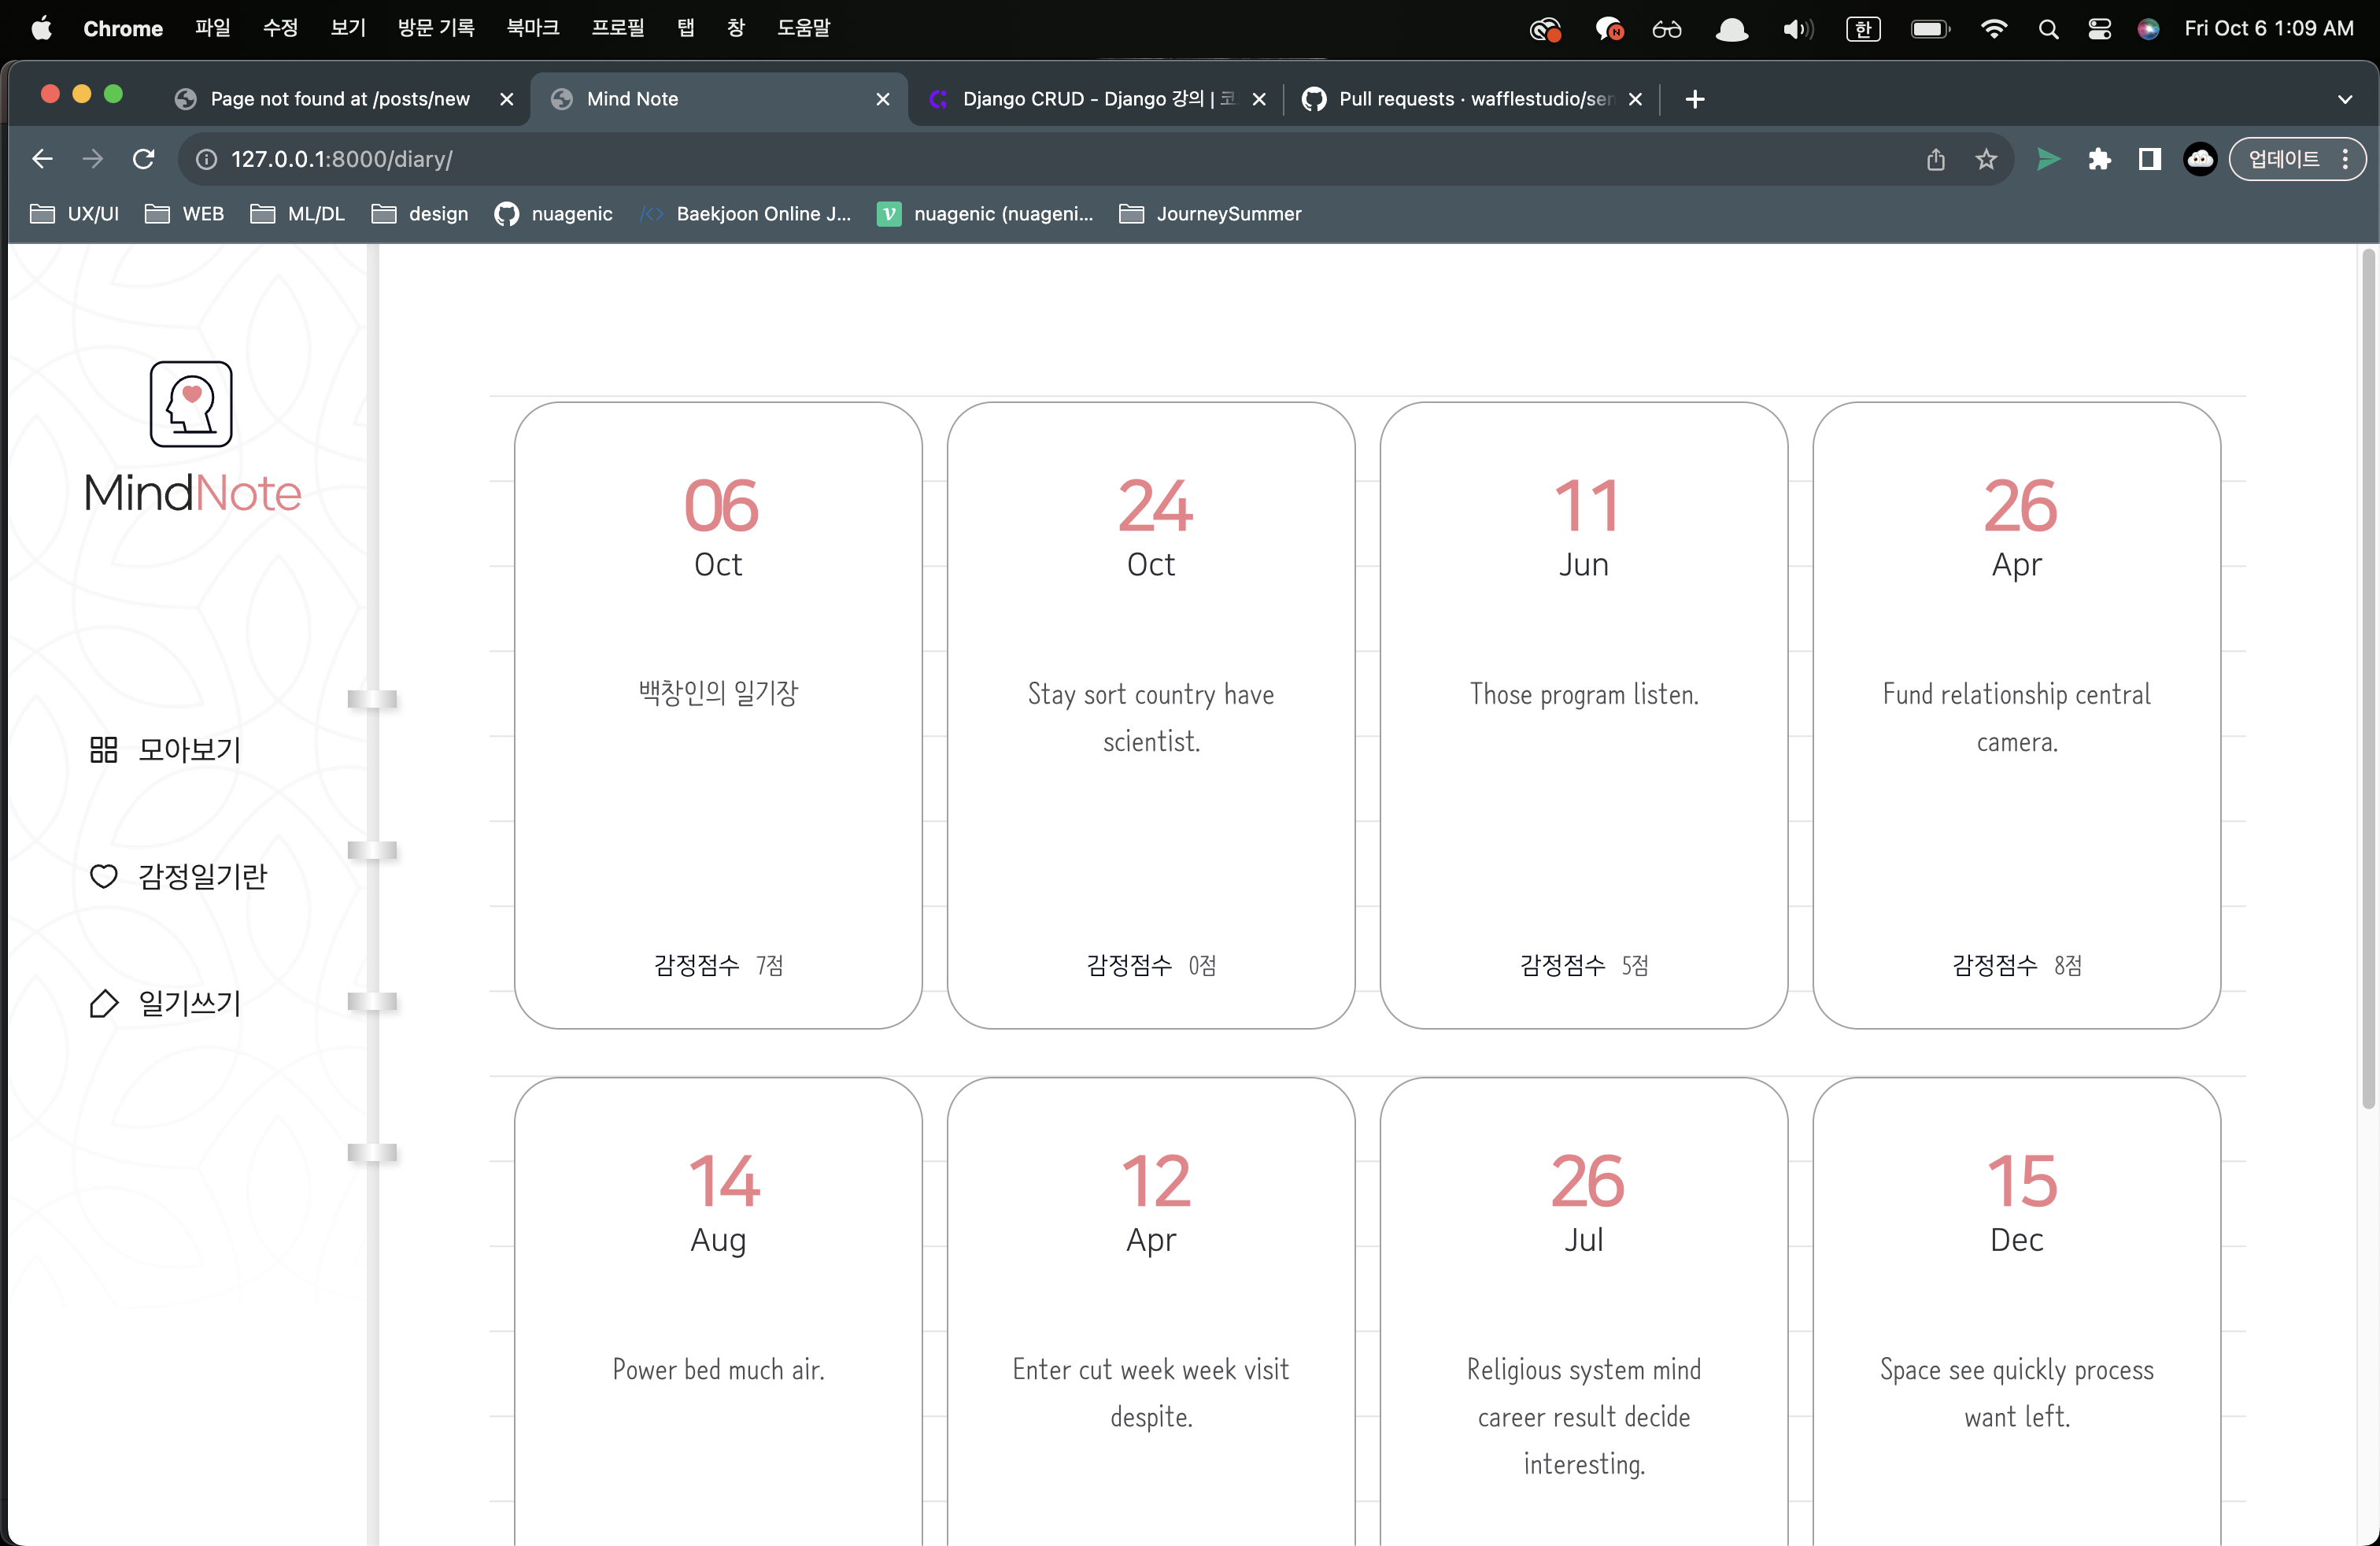 Chrome 파일 수정 보기 방문 기록 북마크 프로필 탭 창 도움말 한 Fri Oct 6 1:09 AM
Page not found at /posts/new Mind Note Django CRUD - Django 강의 | 코 Pull requests · wafflestudio/ser
127.0.0.1:8000/diary/ 업데이트
UX/UI WEB ML/DL design nuagenic Baekjoon Online J... nuagenic (nuageni... JourneySummer
MindNote
모아보기
감정일기란
일기쓰기
06
Oct
백창인의 일기장
감정점수 7점
24
Oct
Stay sort country have
scientist.
감정점수 0점
11
Jun
Those program listen.
감정점수 5점
26
Apr
Fund relationship central
camera.
감정점수 8점
14
Aug
Power bed much air.
12
Apr
Enter cut week week visit
despite.
26
Jul
Religious system mind
career result decide
interesting.
15
Dec
Space see quickly process
want left.